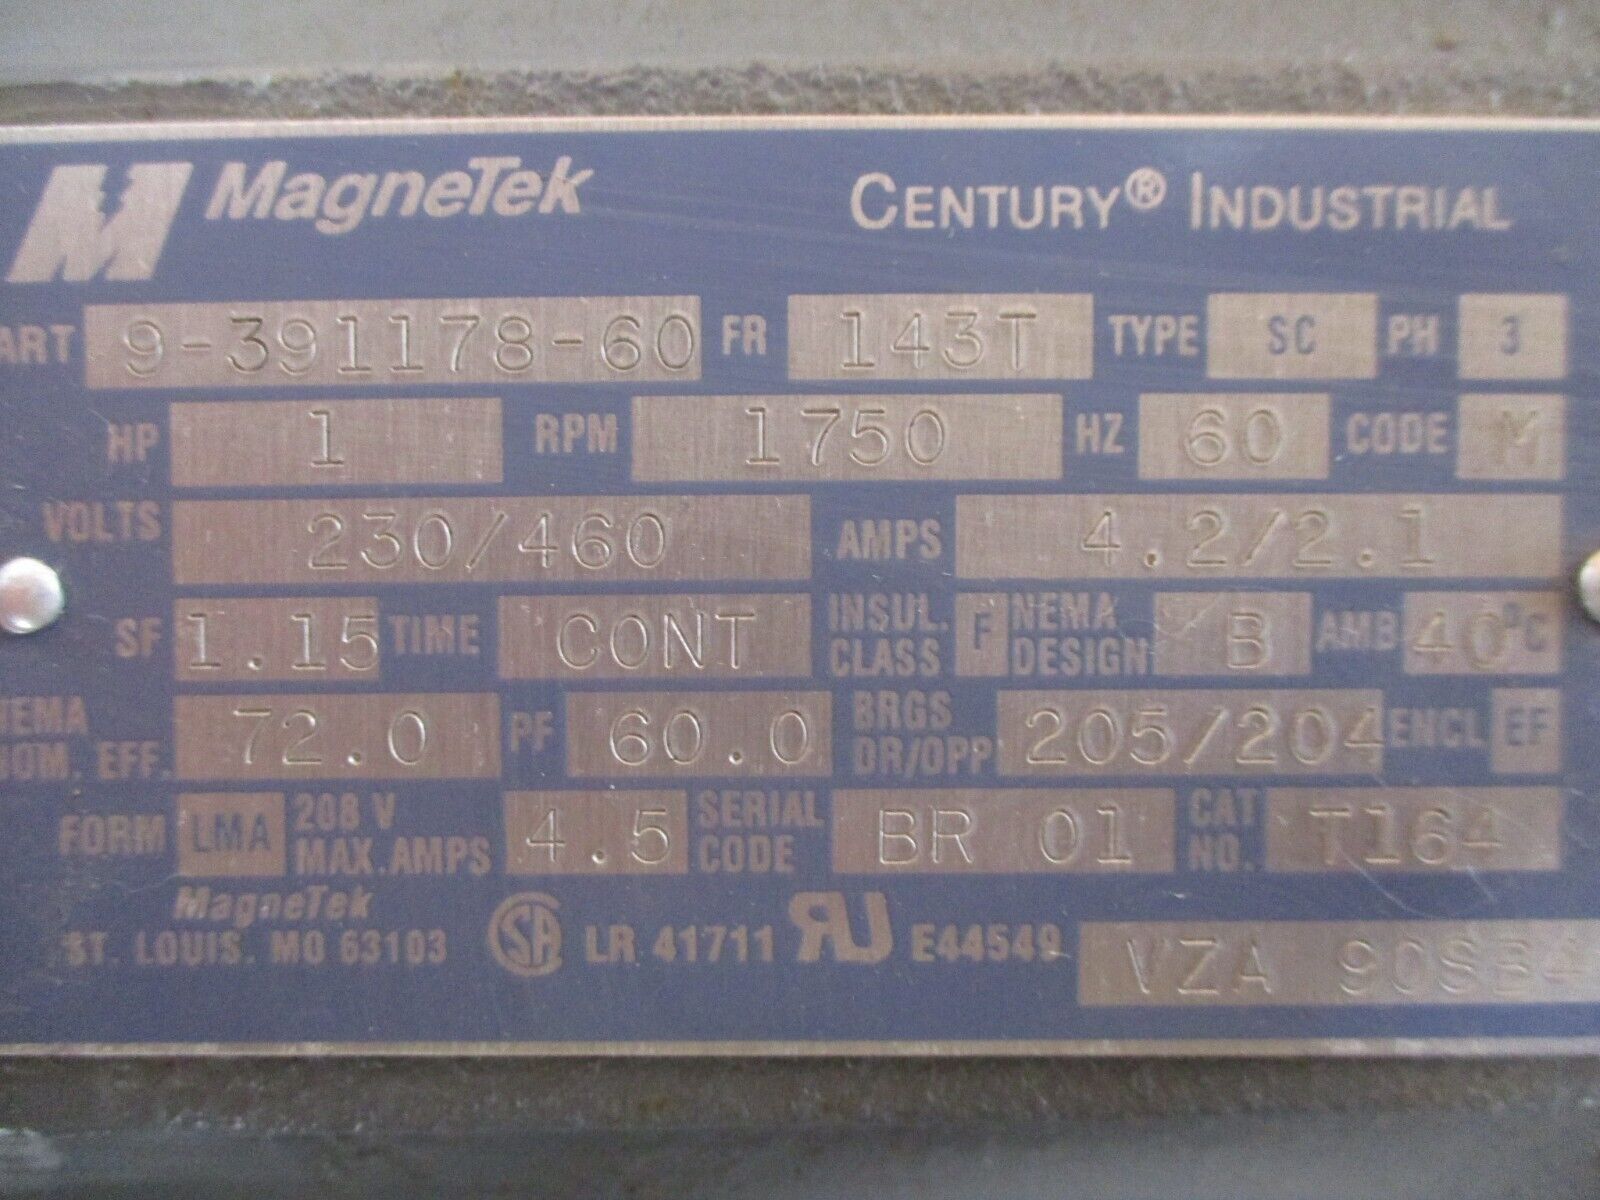 MagneTek CENTURY® INDUSTRIAL
ART 9-391178-60 FR 143T TYPE SC PH 3
HP 1 RPM 1750 HZ 60 CODE M
VOLTS 230/460 AMPS 4.2/2.1
SF 1.15 TIME CONT INSUL. CLASS F NEMA DESIGN B AMB 40°C
NEMA NOM. EFF. 72.0 PF 60.0 BRGS DR/OPP 205/204 ENCL EF
FORM LMA 208 V MAX. AMPS 4.5 SERIAL CODE BR 01 CAT NO. T164
MagneTek
ST. LOUIS. MO 63103 SA LR 41711 RU E44549 VZA 90SB4